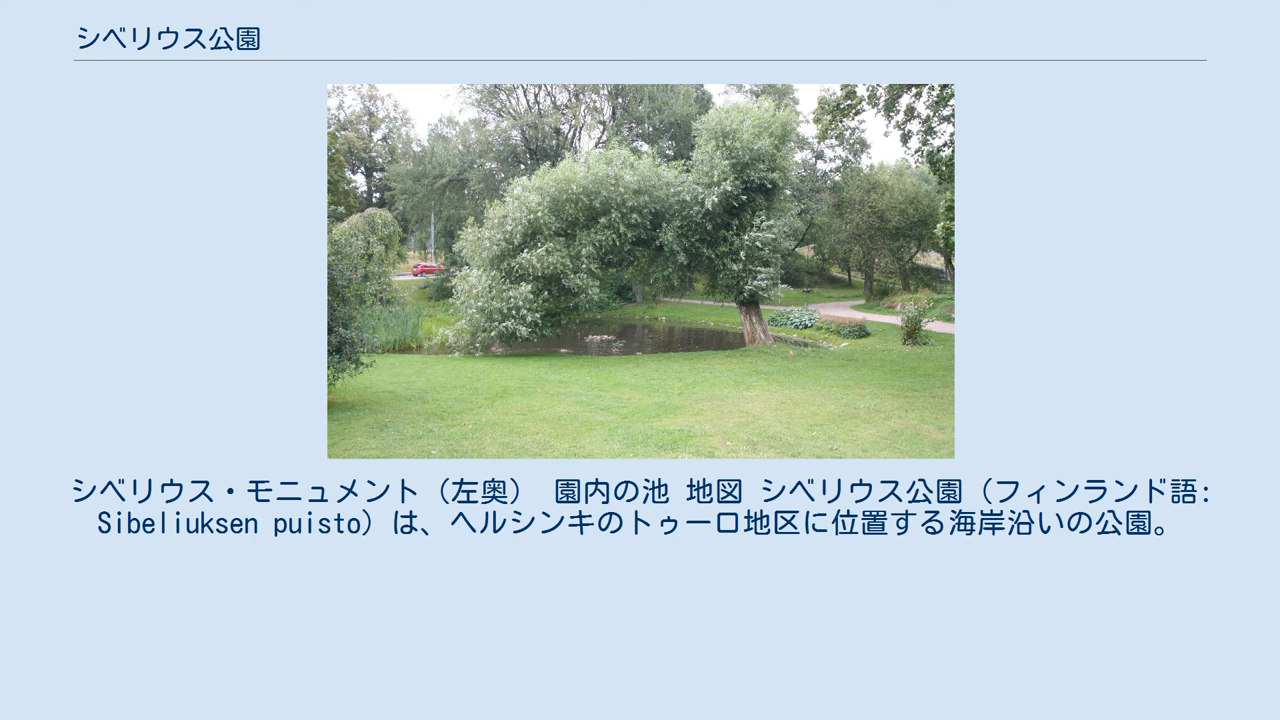 シベリウス公園
シベリウス・モニュメント（左奥） 園内の池 地図 シベリウス公園（フィンランド語:
Sibeliuksen puisto）は、ヘルシンキのトゥーロ地区に位置する海岸沿いの公園。